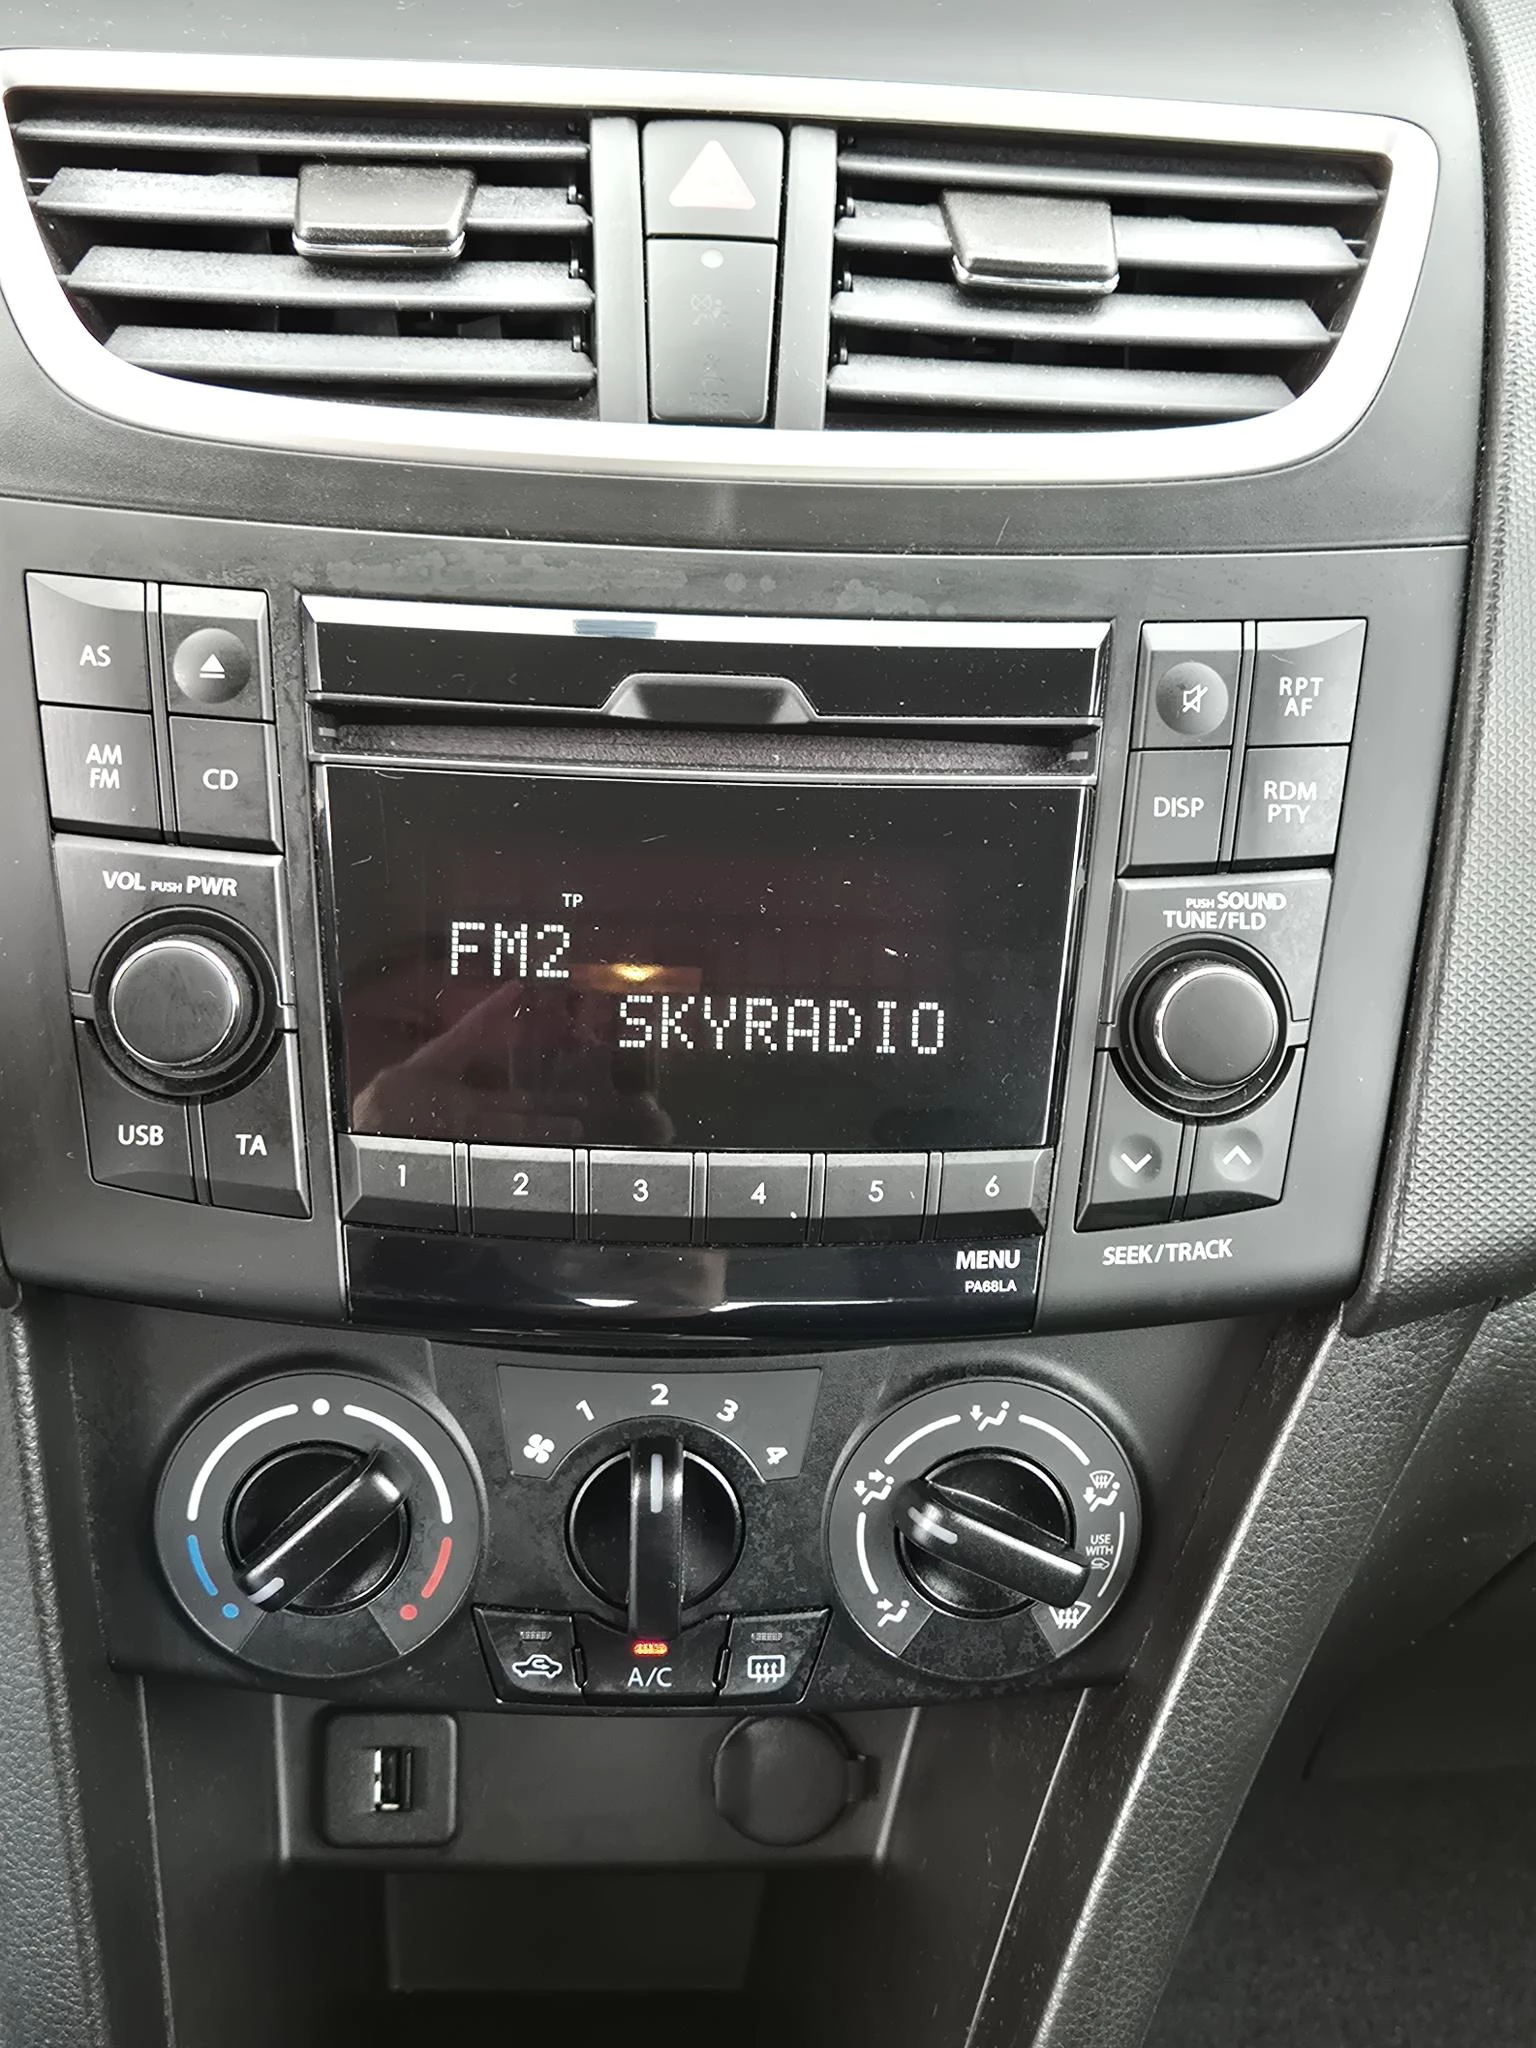 AS
AM
FM
CD
RPT
AF
DISP
RDM
PTY
VOL PUSH PWR
PUSH SOUND
TUNE/FLD
TP
FM2
SKYRADIO
USB
TA
1 2 3 4 5 6
MENU
PA68LA
SEEK/TRACK
1 2 3 4
USE
WITH
A/C